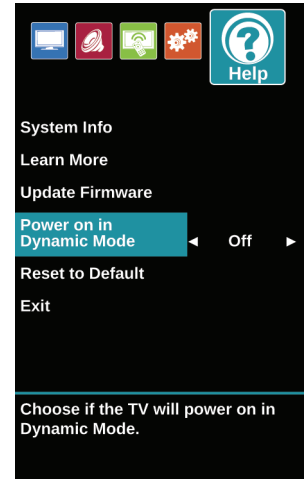 Help
System Info
Learn More
Update Firmware
Power on in
Dynamic Mode ◄ Off ►
Reset to Default
Exit
Choose if the TV will power on in
Dynamic Mode.